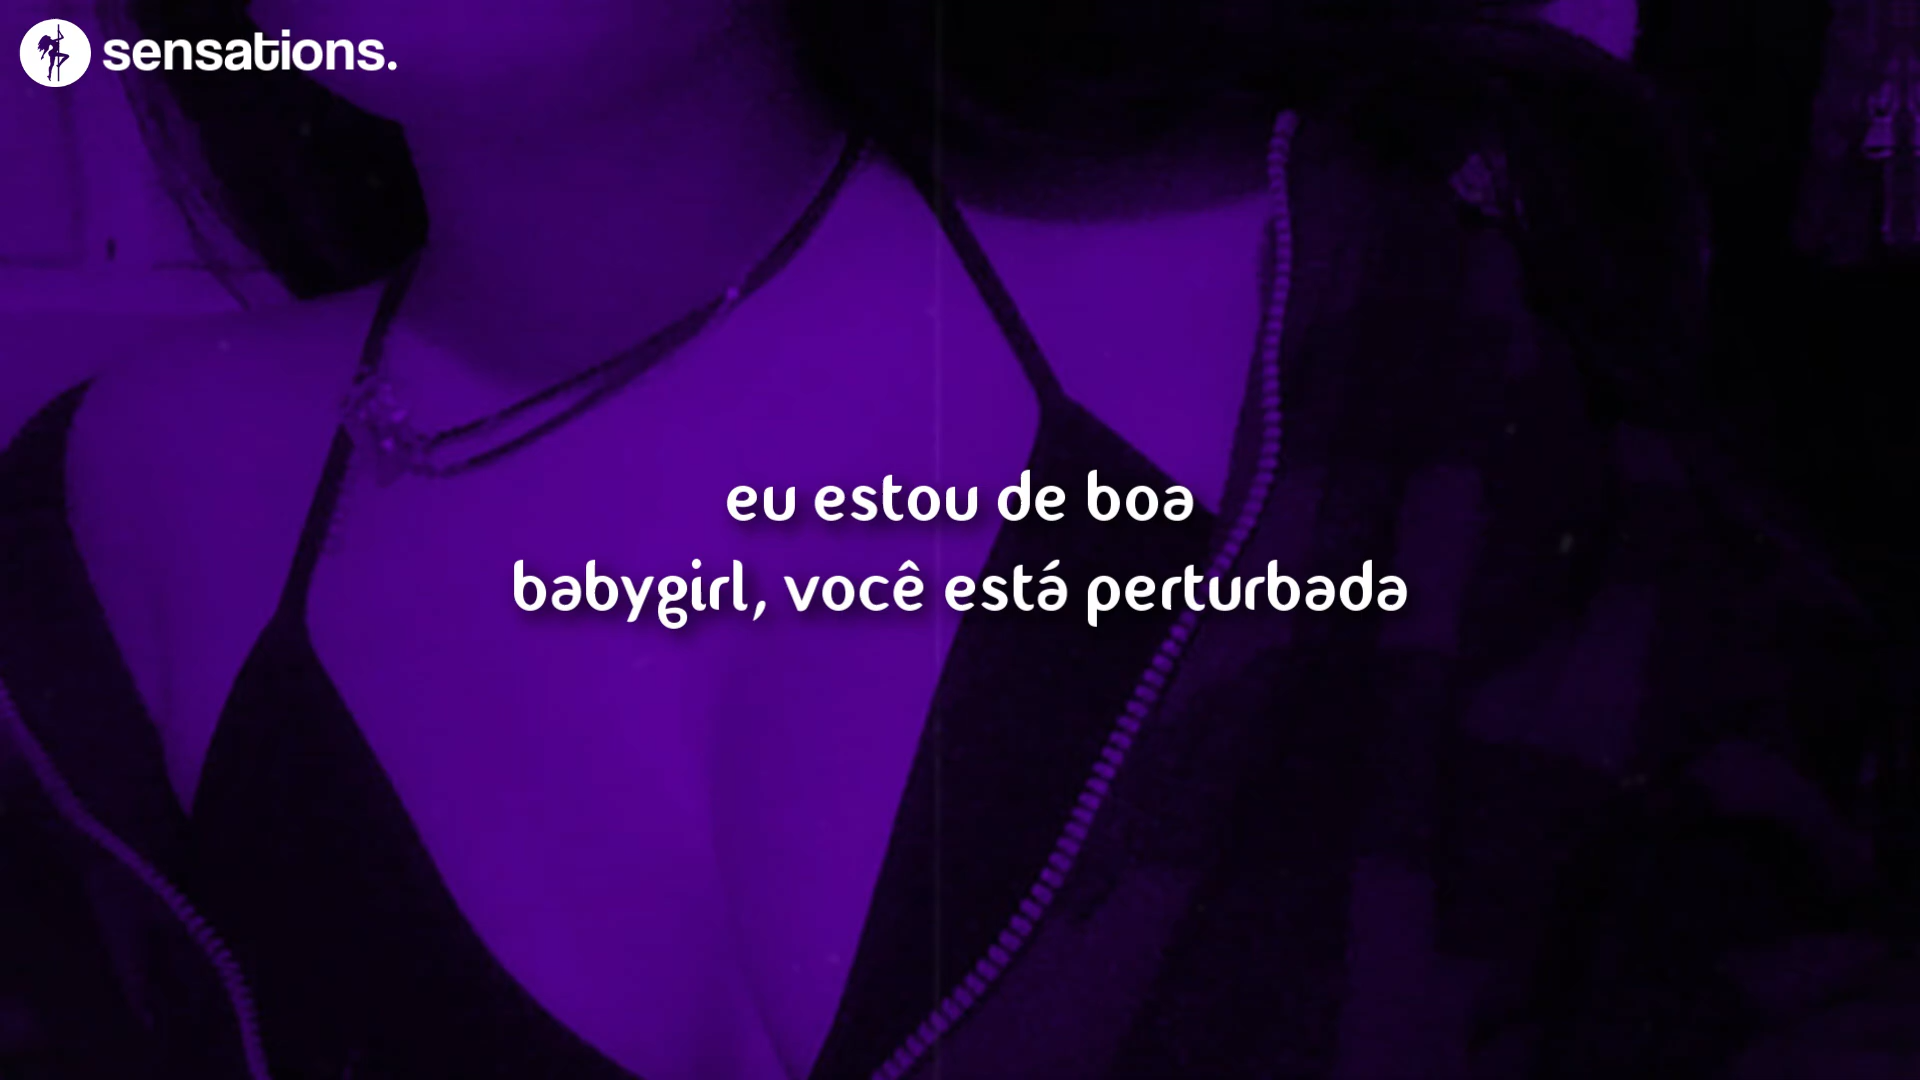 sensations.
eu estou de boa
babygirl, você está perturbada